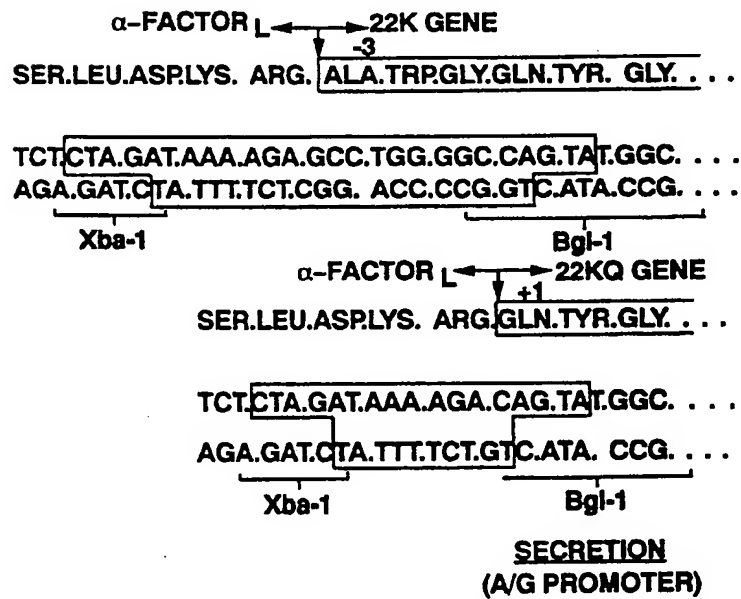 α-FACTOR L 22K GENE
-3
SER.LEU.ASP.LYS. ARG. ALA.TRP.GLY.GLN.TYR. GLY. . . .
TCT.CTA.GAT.AAA.AGA.GCC.TGG.GGC.CAG.TAT.GGC. . . .
AGA.GAT.CTA.TTT.TCT.CGG. ACC.CCG.GTC.ATA.CCG. . . .
Xba-1 Bgl-1
α-FACTOR L 22KQ GENE
+1
SER.LEU.ASP.LYS. ARG.GLN.TYR.GLY. . . .
TCT.CTA.GAT.AAA.AGA.CAG.TAT.GGC. . . .
AGA.GAT.CTA.TTT.TCT.GTC.ATA. CCG. . . .
Xba-1 Bgl-1
SECRETION
(A/G PROMOTER)